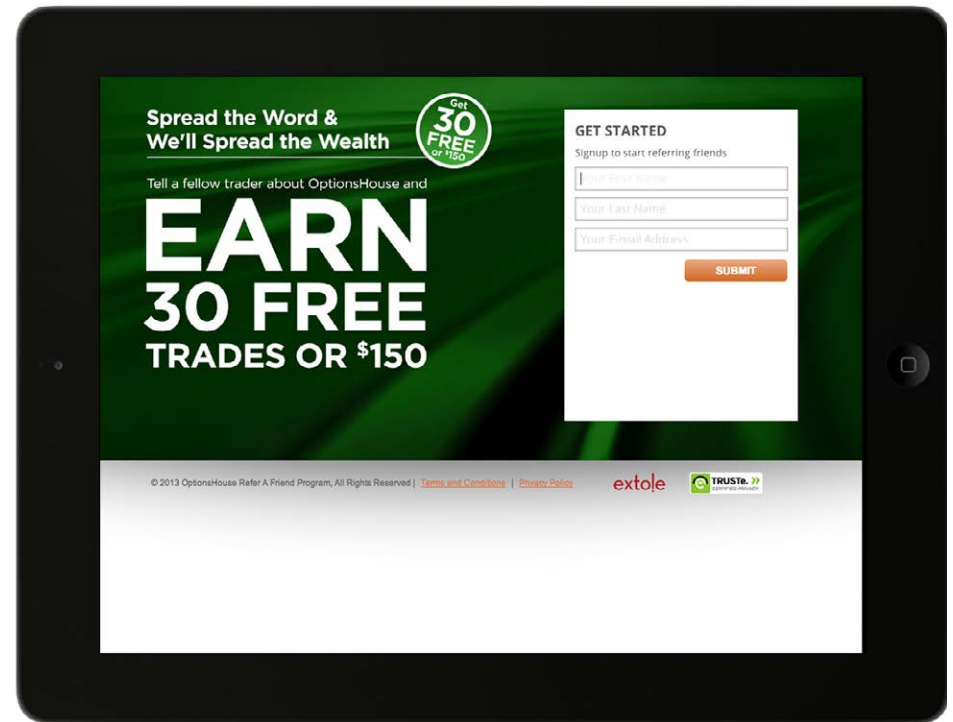 Spread the Word &
We'll Spread the Wealth
Get
30
FREE
or $150
Tell a fellow trader about OptionsHouse and
EARN
30 FREE
TRADES OR $150
GET STARTED
Signup to start referring friends
Your First Name
Your Last Name
Your Email Address
SUBMIT
© 2013 OptionsHouse Refer A Friend Program, All Rights Reserved | Terms and Conditions | Privacy Policy
extole
TRUSTe.
CERTIFIED PRIVACY